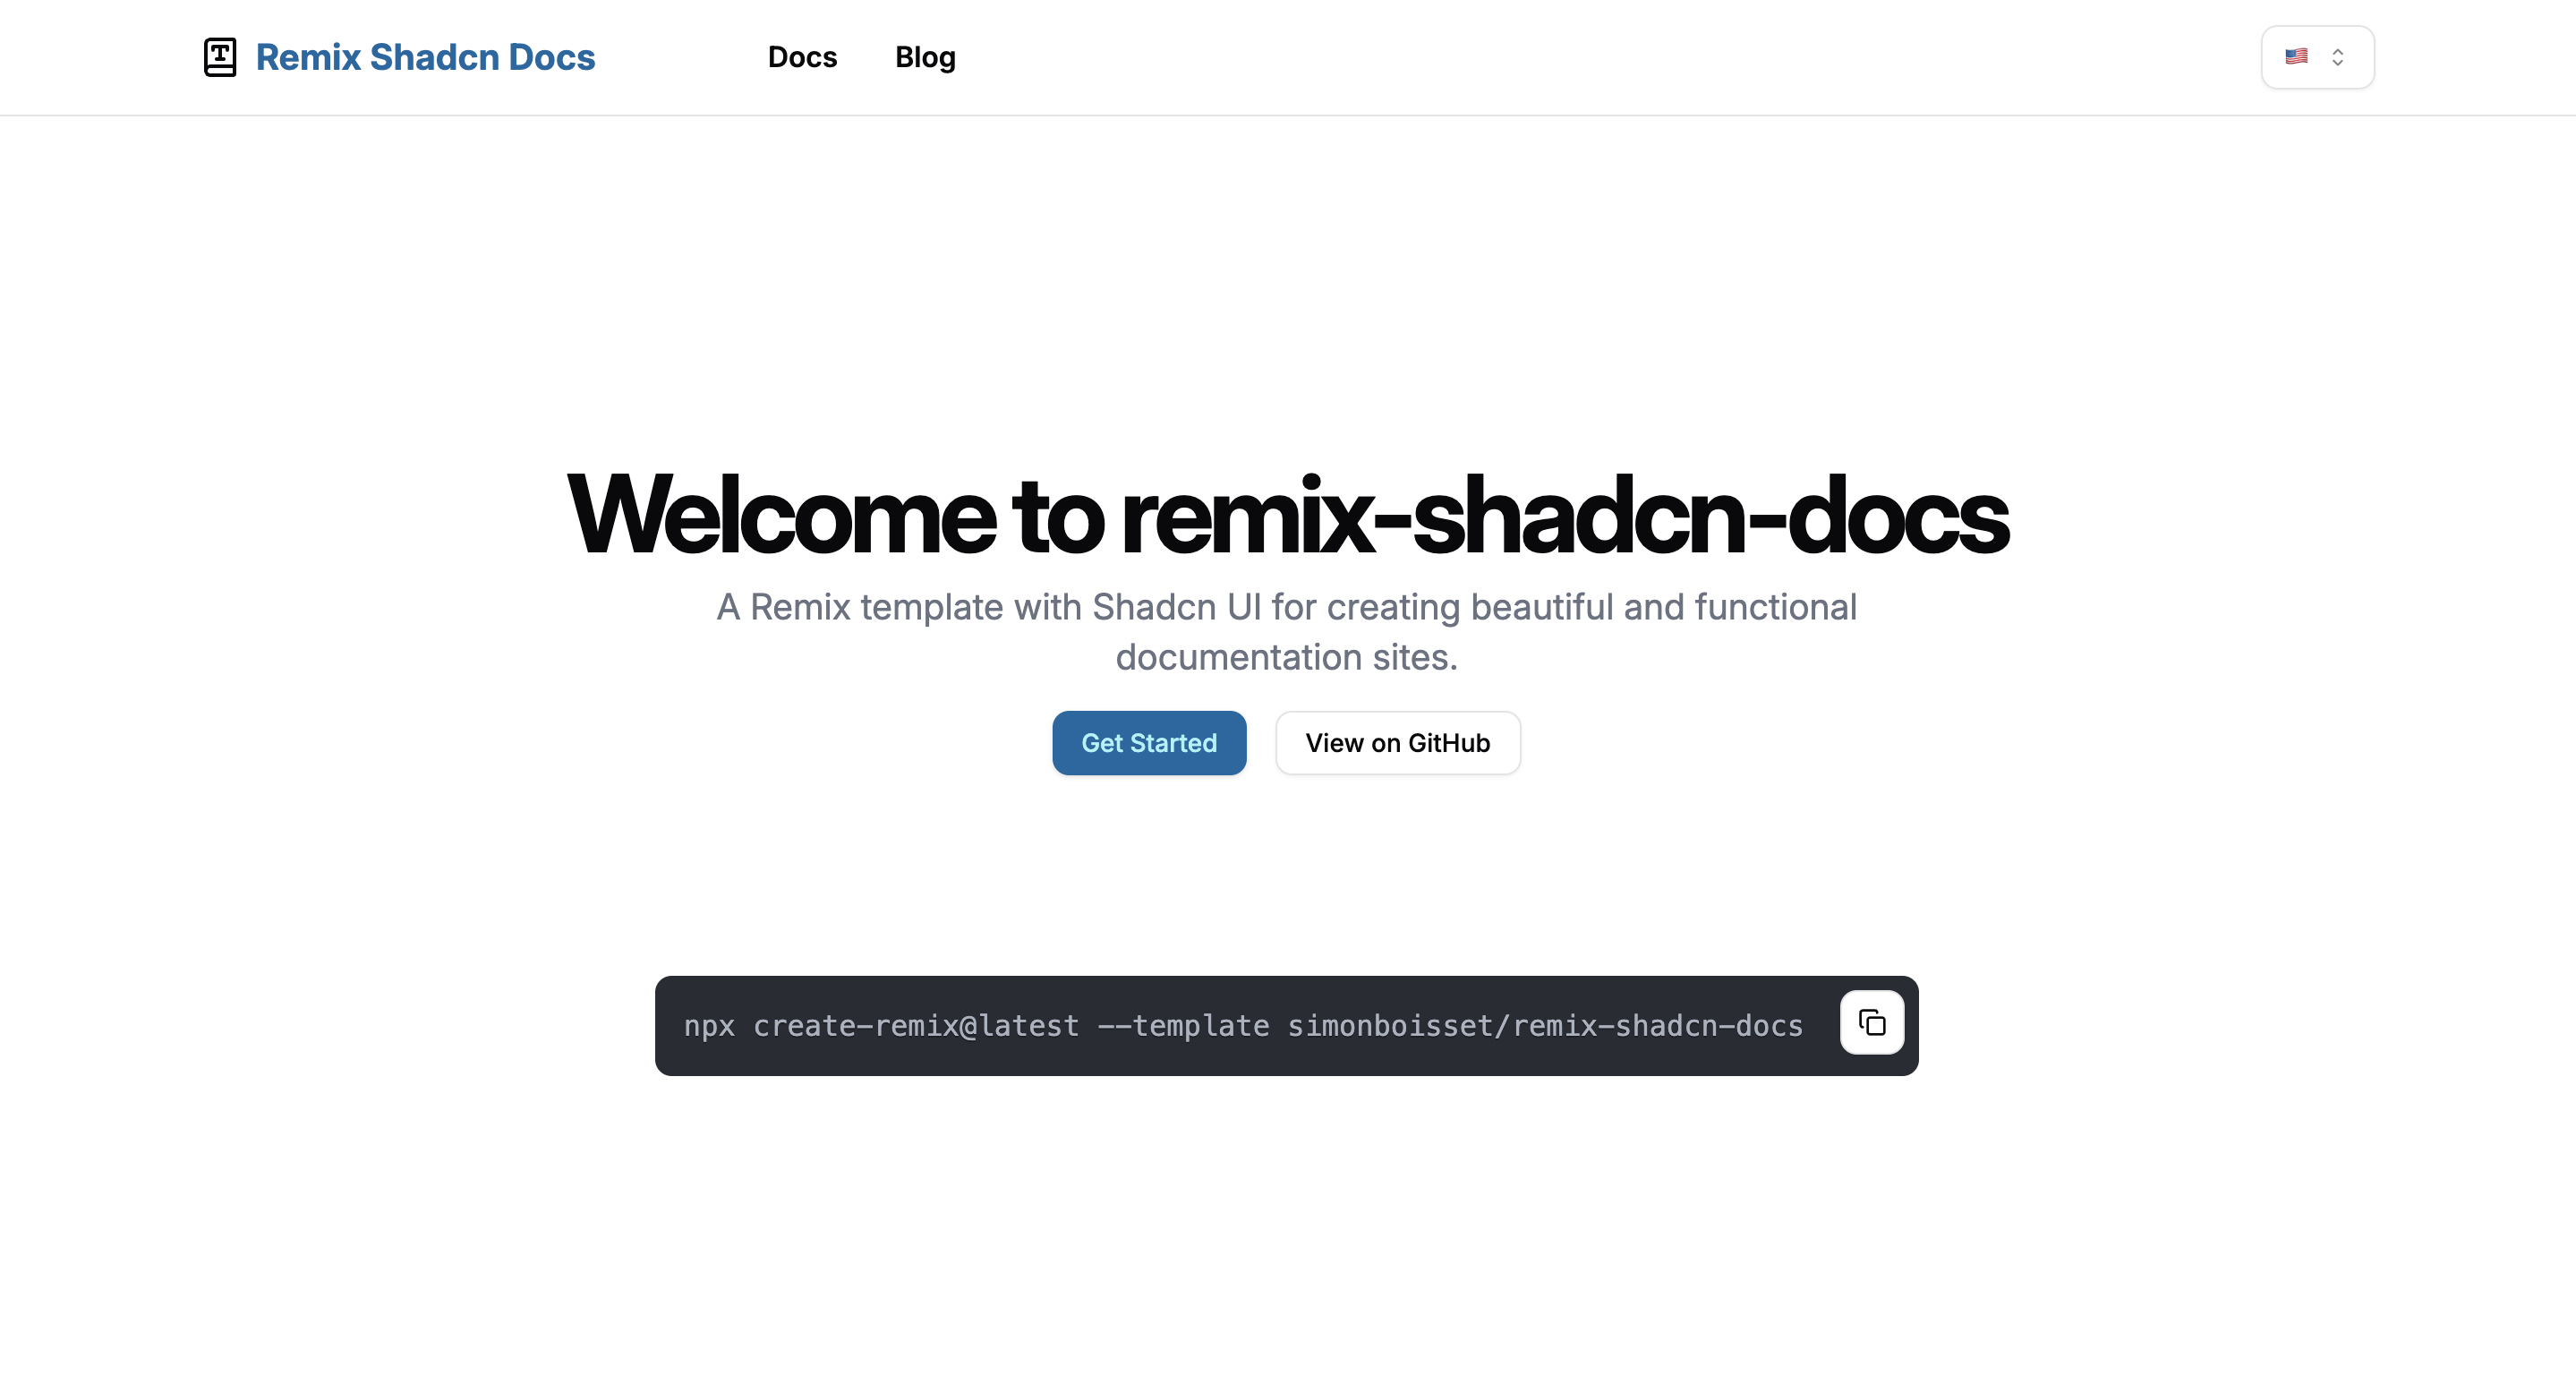 Remix Shadcn Docs
Docs
Blog
Welcome to remix-shadcn-docs
A Remix template with Shadcn UI for creating beautiful and functional
documentation sites.
Get Started
View on GitHub
npx create-remix@latest --template simonboisset/remix-shadcn-docs